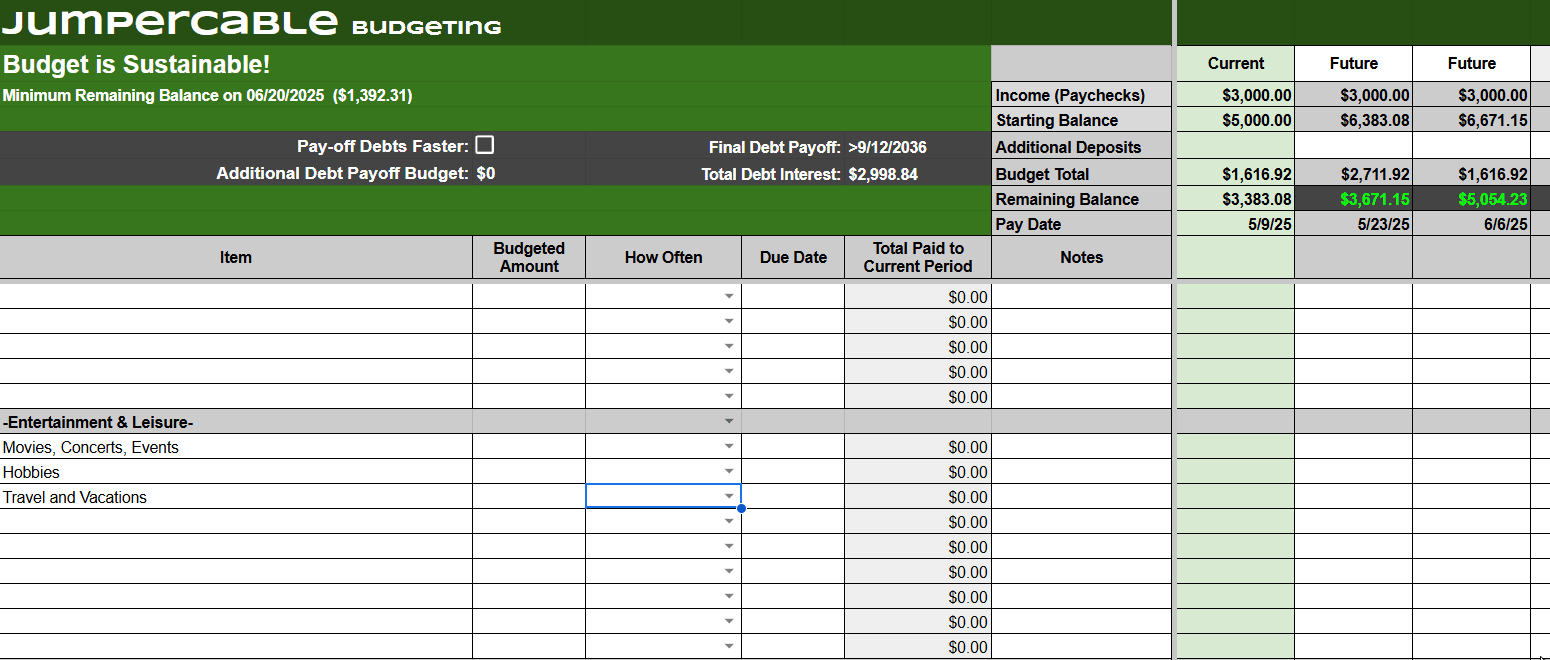 JUMPERCABLE BUDGETING
Budget is Sustainable!
Current Future Future
Minimum Remaining Balance on 06/20/2025 ($1,392.31)
Income (Paychecks) $3,000.00 $3,000.00 $3,000.00
Starting Balance $5,000.00 $6,383.08 $6,671.15
Pay-off Debts Faster: Final Debt Payoff: >9/12/2036 Additional Deposits
Additional Debt Payoff Budget: $0 Total Debt Interest: $2,998.84 Budget Total $1,616.92 $2,711.92 $1,616.92
Remaining Balance $3,383.08 $3,671.15 $5,054.23
Pay Date 5/9/25 5/23/25 6/6/25
Item Budgeted Amount How Often Due Date Total Paid to Current Period Notes
$0.00
$0.00
$0.00
$0.00
$0.00
-Entertainment & Leisure-
Movies, Concerts, Events $0.00
Hobbies $0.00
Travel and Vacations $0.00
$0.00
$0.00
$0.00
$0.00
$0.00
$0.00